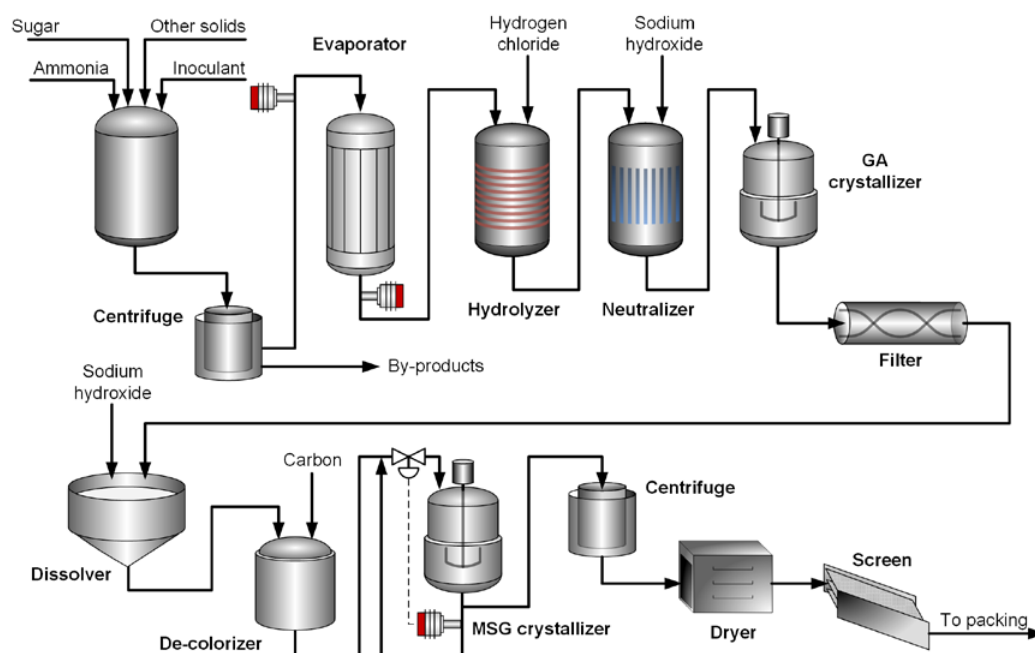 Sugar
Other solids
Ammonia
Inoculant
Evaporator
Hydrogen
chloride
Sodium
hydroxide
GA
crystallizer
Centrifuge
Hydrolyzer
Neutralizer
By-products
Filter
Sodium
hydroxide
Carbon
Centrifuge
Screen
Dissolver
De-colorizer
MSG crystallizer
Dryer
To packing